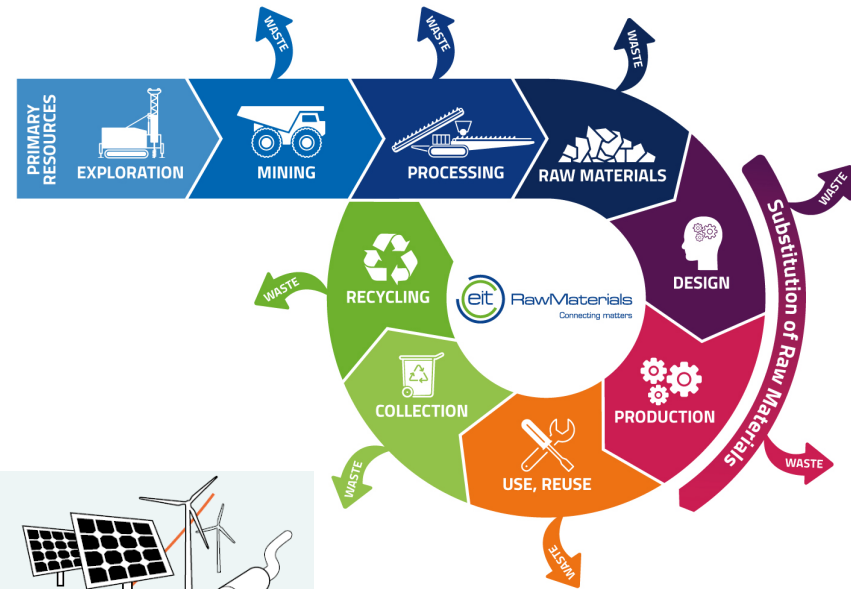 PRIMARY
RESOURCES
EXPLORATION
WASTE
MINING
WASTE
PROCESSING
WASTE
RAW MATERIALS
DESIGN
WASTE
Substitution of Raw Materials
PRODUCTION
WASTE
USE, REUSE
WASTE
COLLECTION
WASTE
RECYCLING
WASTE
eit RawMaterials
Connecting matters